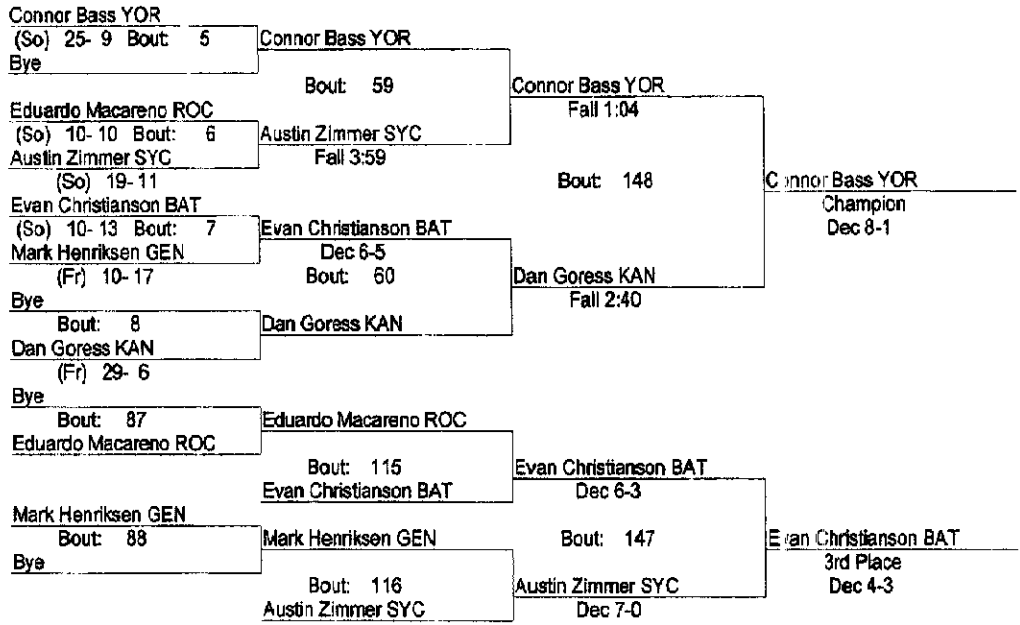 Connor Bass YOR
(So) 25- 9 Bout: 5
Bye
Connor Bass YOR
Bout: 59
Eduardo Macareno ROC
(So) 10- 10 Bout: 6
Austin Zimmer SYC
(So) 19- 11
Austin Zimmer SYC
Fall 3:59
Connor Bass YOR
Fall 1:04
Bout: 148
Evan Christianson BAT
(So) 10- 13 Bout: 7
Mark Henriksen GEN
(Fr) 10- 17
Evan Christianson BAT
Dec 6-5
Bout: 60
Bye
Bout: 8
Dan Goress KAN
(Fr) 29- 6
Dan Goress KAN
Dan Goress KAN
Fall 2:40
Connor Bass YOR
Champion
Dec 8-1
Bye
Bout: 87
Eduardo Macareno ROC
Eduardo Macareno ROC
Bout: 115
Evan Christianson BAT
Evan Christianson BAT
Dec 6-3
Mark Henriksen GEN
Bout: 88
Bye
Mark Henriksen GEN
Bout: 116
Austin Zimmer SYC
Bout: 147
Austin Zimmer SYC
Dec 7-0
Evan Christianson BAT
3rd Place
Dec 4-3